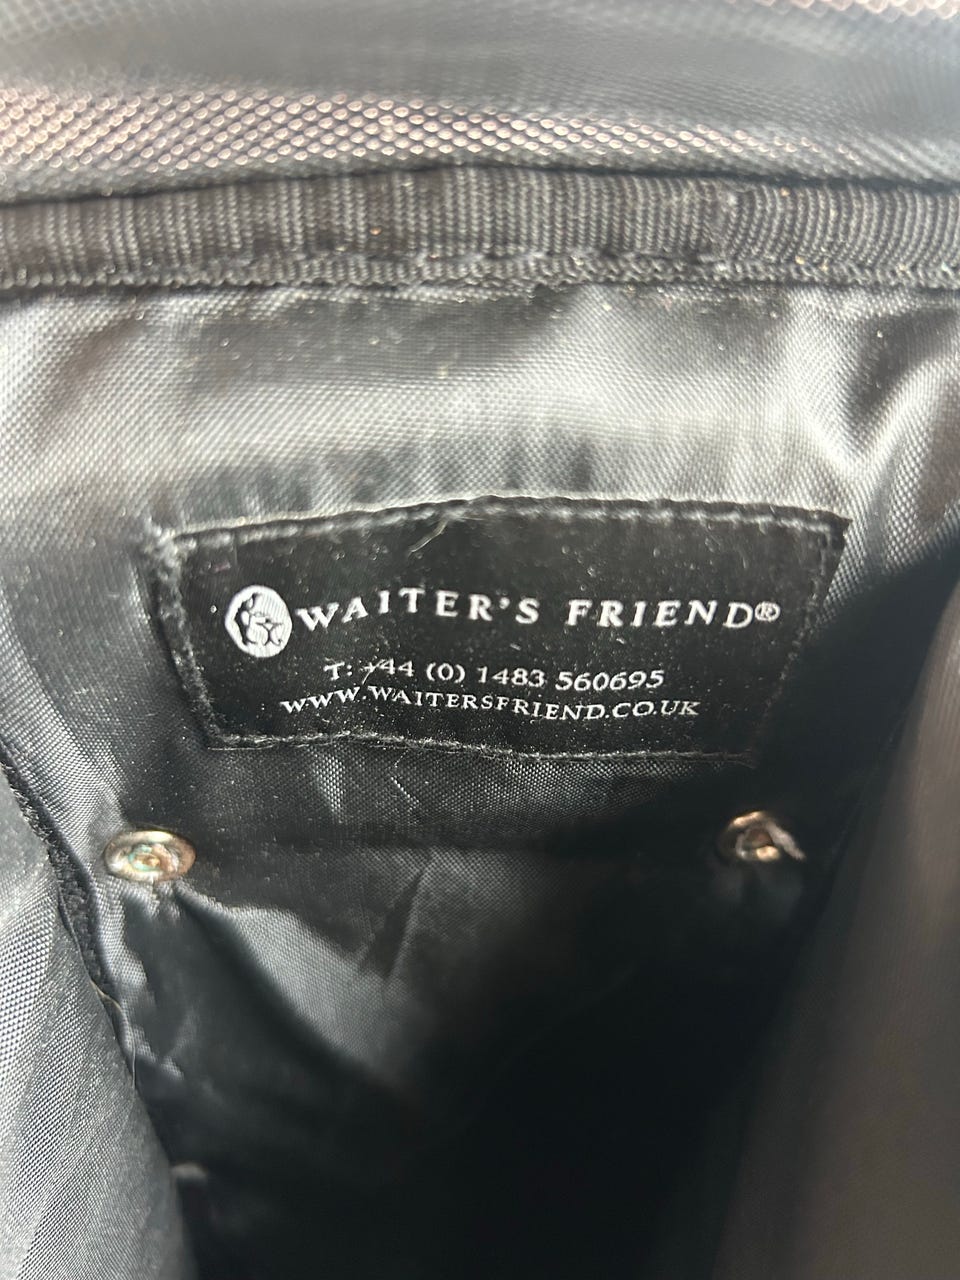 WAITER'S FRIEND®
T: +44 (0) 1483 560695
WWW.WAITERSFRIEND.CO.UK